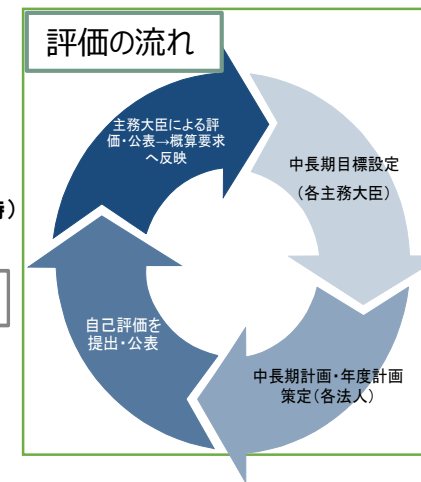 評価の流れ
主務大臣による評
価・公表→概算要求
へ反映
中長期目標設定
(各主務大臣)
中長期計画・年度計画
策定(各法人)
自己評価を
提出・公表
)